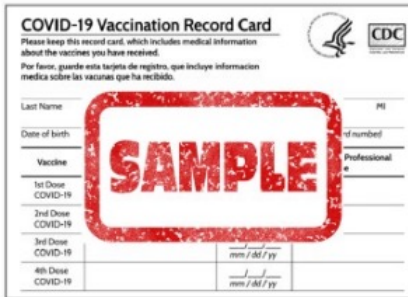 COVID-19 Vaccination Record Card
Please keep this record card, which includes medical information
about the vaccines you have received.
Por favor, guarde esta tarjeta de registro, que incluye informacion
medica sobre las vacunas que ha recibido.
CDC
Last Name
MI
Date of birth
rd numbed
Vaccine
Professional
e
SAMPLE
1st Dose
COVID-19
2nd Dose
COVID-19
3rd Dose
COVID-19
mm / dd / yy
4th Dose
COVID-19
mm / dd / yy